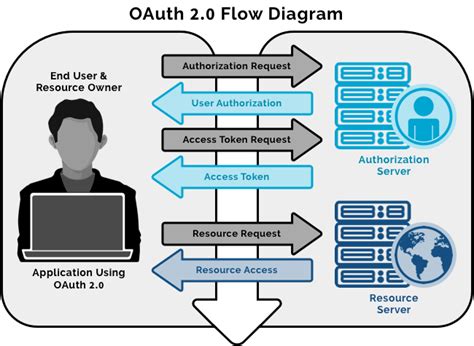 OAuth 2.0 Flow Diagram
End User &
Resource Owner
Application Using
OAuth 2.0
Authorization Request
User Authorization
Access Token Request
Access Token
Resource Request
Resource Access
Authorization
Server
Resource
Server